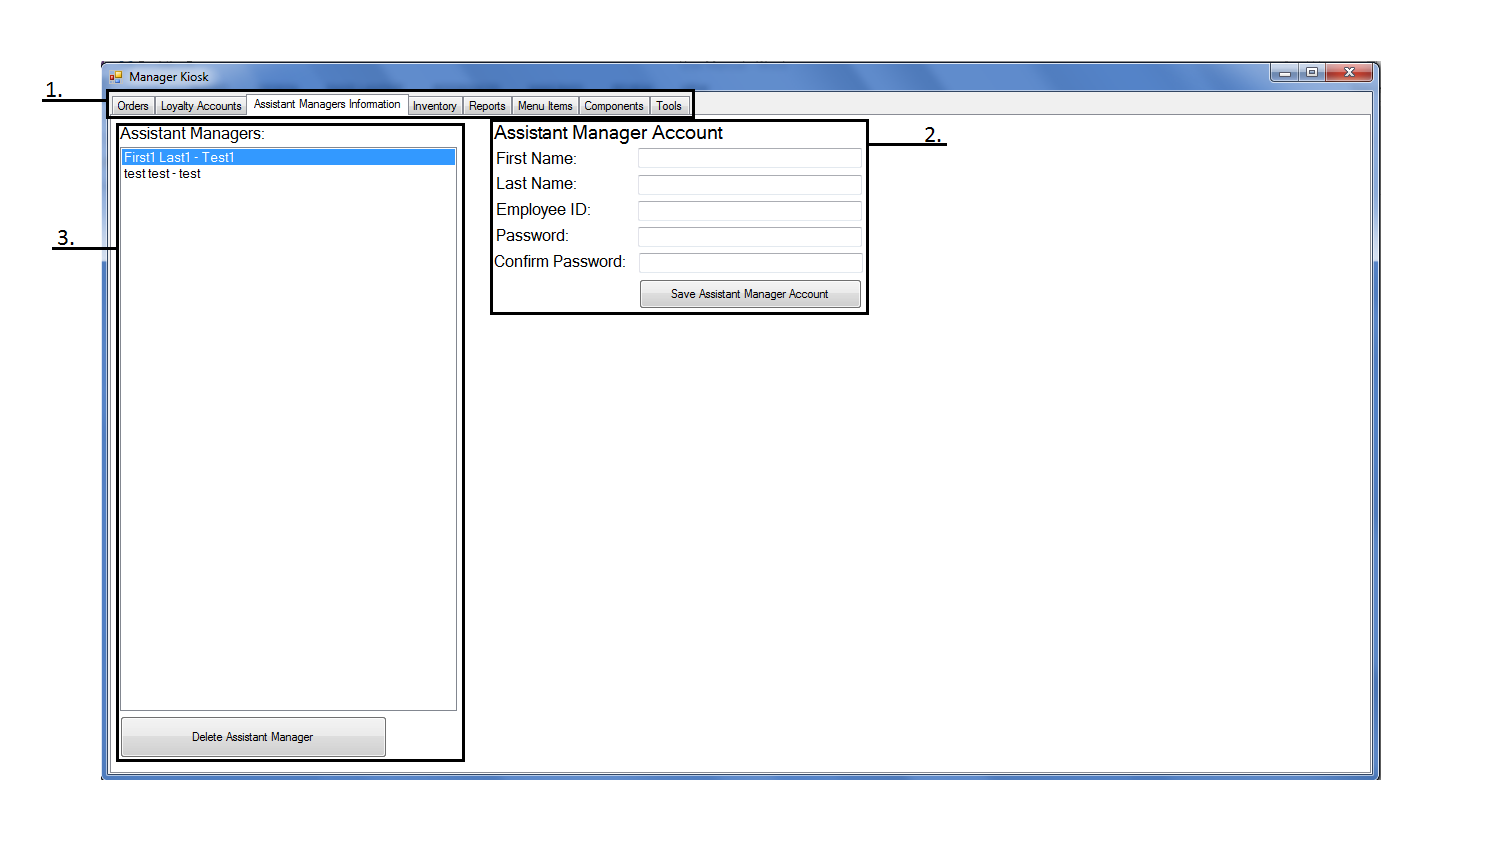 Manager Kiosk
1.
Orders Loyalty Accounts Assistant Managers Information Inventory Reports Menu Items Components Tools
Assistant Managers:
First1 Last1 - Test1
test test - test
3.
Delete Assistant Manager
Assistant Manager Account
2.
First Name:
Last Name:
Employee ID:
Password:
Confirm Password:
Save Assistant Manager Account